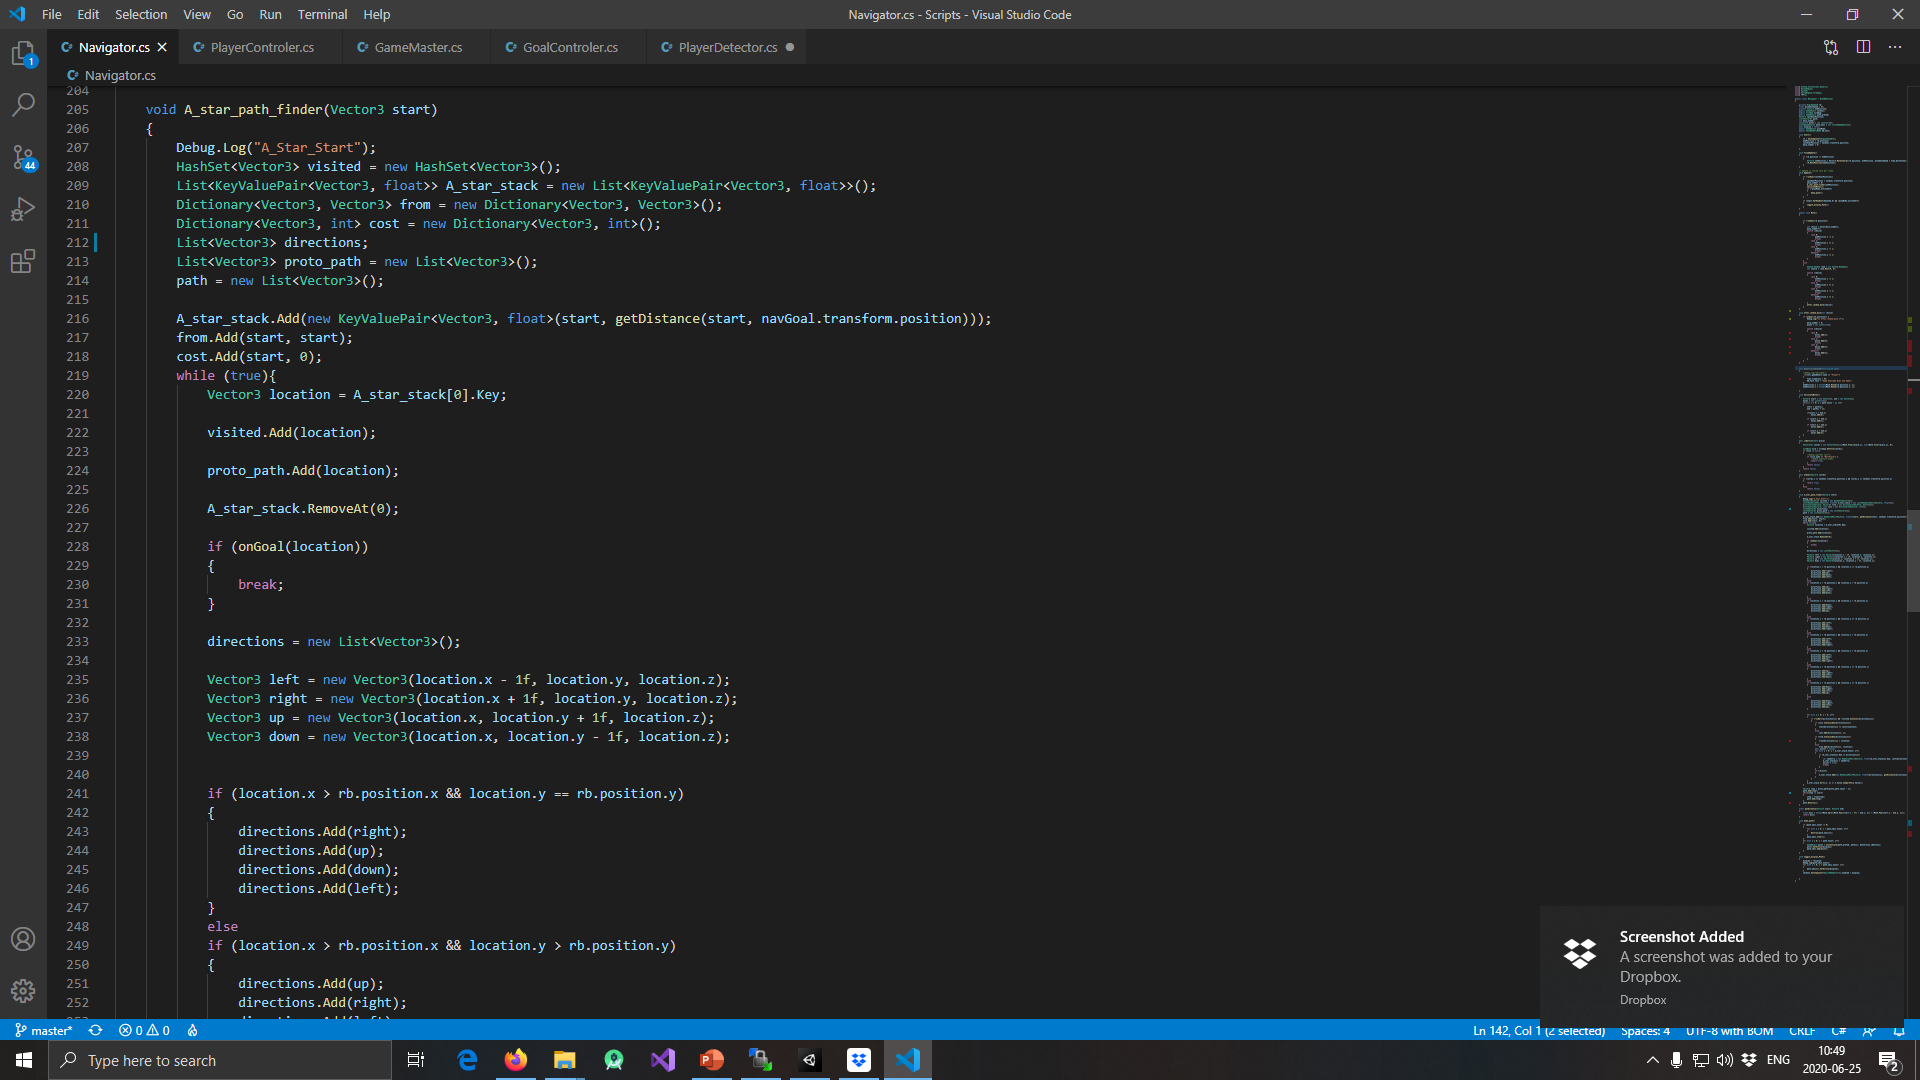 File Edit Selection View Go Run Terminal Help
Navigator.cs - Scripts - Visual Studio Code
Navigator.cs
PlayerControler.cs
GameMaster.cs
GoalControler.cs
PlayerDetector.cs
Navigator.cs
1
44
204
205 void A_star_path_finder(Vector3 start)
206 {
207 Debug.Log("A_Star_Start");
208 HashSet<Vector3> visited = new HashSet<Vector3>();
209 List<KeyValuePair<Vector3, float>> A_star_stack = new List<KeyValuePair<Vector3, float>>();
210 Dictionary<Vector3, Vector3> from = new Dictionary<Vector3, Vector3>();
211 Dictionary<Vector3, int> cost = new Dictionary<Vector3, int>();
212 List<Vector3> directions;
213 List<Vector3> proto_path = new List<Vector3>();
214 path = new List<Vector3>();
215
216 A_star_stack.Add(new KeyValuePair<Vector3, float>(start, getDistance(start, navGoal.transform.position)));
217 from.Add(start, start);
218 cost.Add(start, 0);
219 while (true){
220 Vector3 location = A_star_stack[0].Key;
221
222 visited.Add(location);
223
224 proto_path.Add(location);
225
226 A_star_stack.RemoveAt(0);
227
228 if (onGoal(location))
229 {
230 break;
231 }
232
233 directions = new List<Vector3>();
234
235 Vector3 left = new Vector3(location.x - 1f, location.y, location.z);
236 Vector3 right = new Vector3(location.x + 1f, location.y, location.z);
237 Vector3 up = new Vector3(location.x, location.y + 1f, location.z);
238 Vector3 down = new Vector3(location.x, location.y - 1f, location.z);
239
240
241 if (location.x > rb.position.x && location.y == rb.position.y)
242 {
243 directions.Add(right);
244 directions.Add(up);
245 directions.Add(down);
246 directions.Add(left);
247 }
248 else
249 if (location.x > rb.position.x && location.y > rb.position.y)
250 {
251 directions.Add(up);
252 directions.Add(right);
Screenshot Added
A screenshot was added to your
Dropbox.
Dropbox
master* 0 0
Ln 142, Col 1 (2 selected) Spaces: 4 UTF-8 with BOM CRLF C#
Type here to search
ENG
10:49
2020-06-25
2